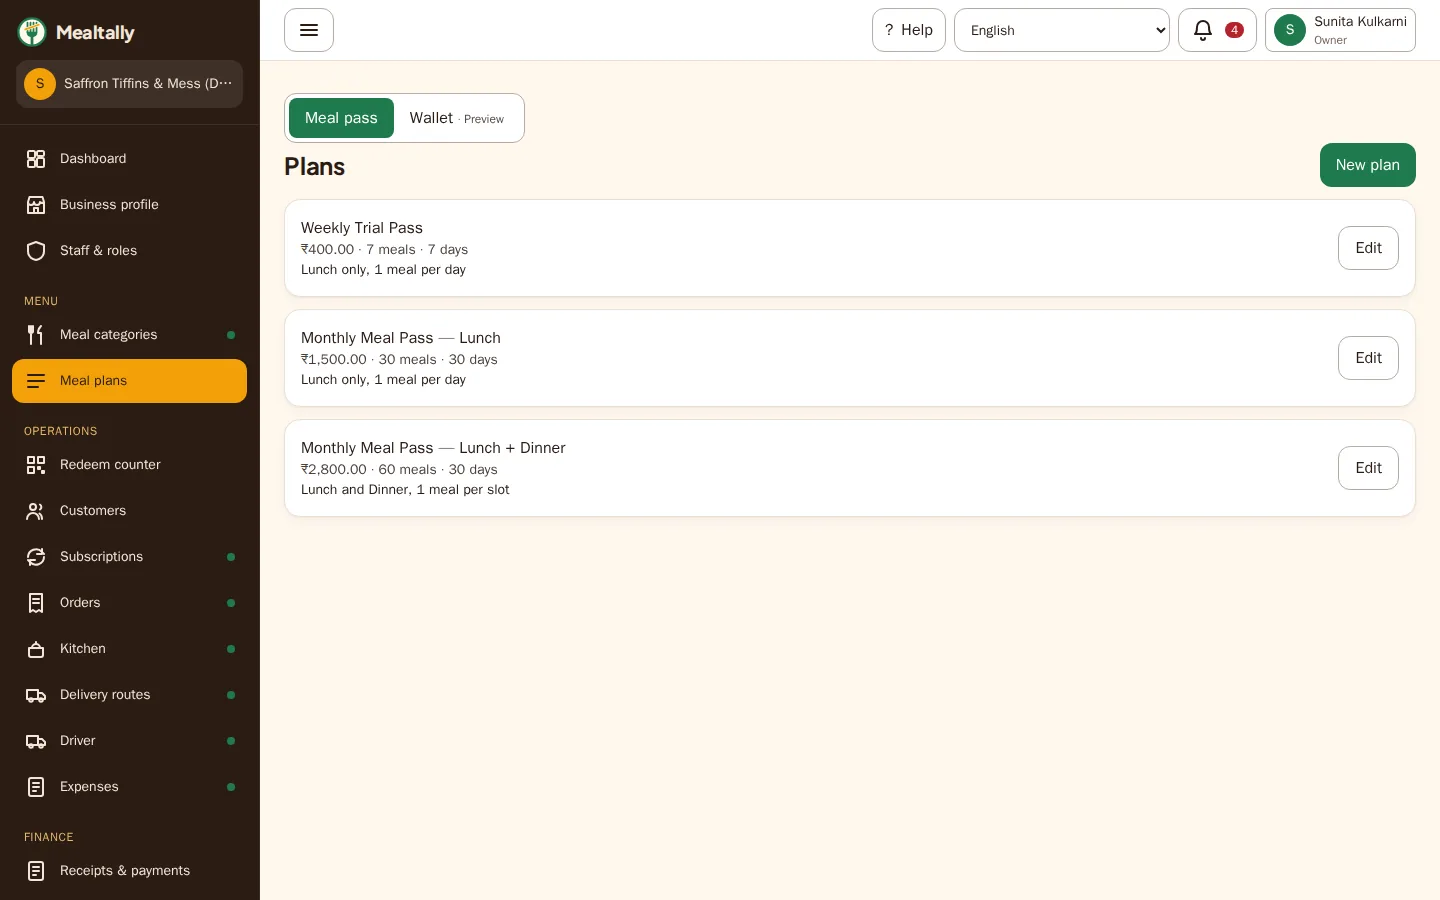 Mealtally
S Saffron Tiffins & Mess (D···
Dashboard
Business profile
Staff & roles
MENU
Meal categories
Meal plans
OPERATIONS
Redeem counter
Customers
Subscriptions
Orders
Kitchen
Delivery routes
Driver
Expenses
FINANCE
Receipts & payments
? Help
English
4
S
Sunita Kulkarni
Owner
Meal pass
Wallet · Preview
Plans
New plan
Weekly Trial Pass
₹400.00 · 7 meals · 7 days
Lunch only, 1 meal per day
Edit
Monthly Meal Pass — Lunch
₹1,500.00 · 30 meals · 30 days
Lunch only, 1 meal per day
Edit
Monthly Meal Pass — Lunch + Dinner
₹2,800.00 · 60 meals · 30 days
Lunch and Dinner, 1 meal per slot
Edit